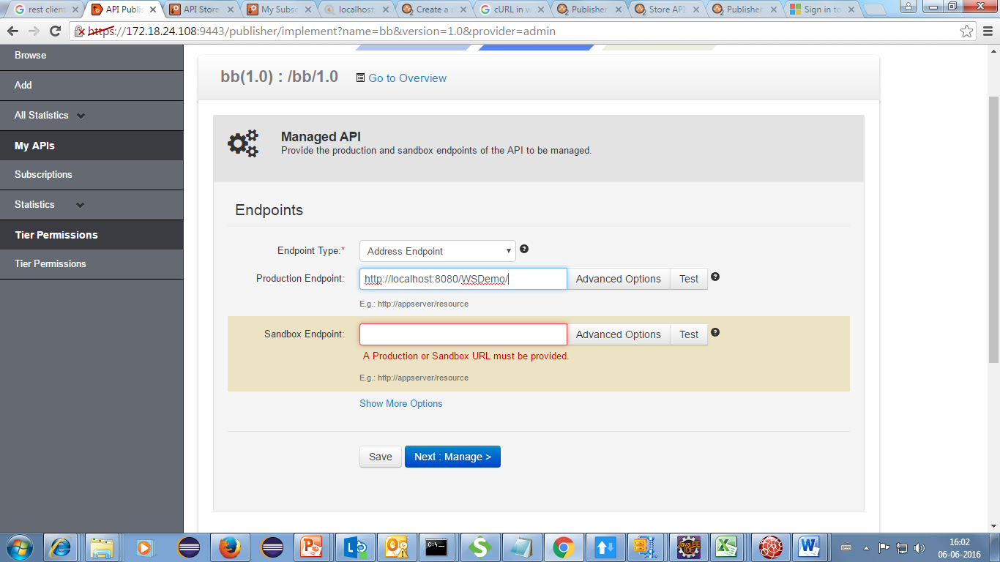 rest client
API Publis
API Store
My Subsc
localhost:
Create a r
cURL in w
Publisher
Store API
Publisher
Sign in to
https://172.18.24.108:9443/publisher/implement?name=bb&version=1.0&provider=admin
Browse
Add
All Statistics
My APIs
Subscriptions
Statistics
Tier Permissions
Tier Permissions
bb(1.0) : /bb/1.0 Go to Overview
Managed API
Provide the production and sandbox endpoints of the API to be managed.
Endpoints
Endpoint Type:* Address Endpoint
Production Endpoint: http://localhost:8080/WSDemo/ Advanced Options Test
E.g.: http://appserver/resource
Sandbox Endpoint: Advanced Options Test
A Production or Sandbox URL must be provided.
E.g.: http://appserver/resource
Show More Options
Save Next : Manage >
Java EE
IDE
16:02
06-06-2016